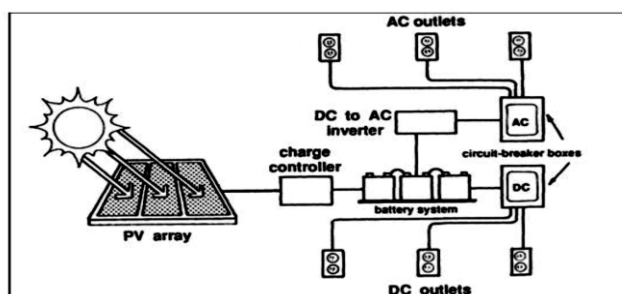 AC outlets
DC to AC
inverter
AC
charge
controller
circuit-breaker boxes
DC
battery system
PV array
DC outlets